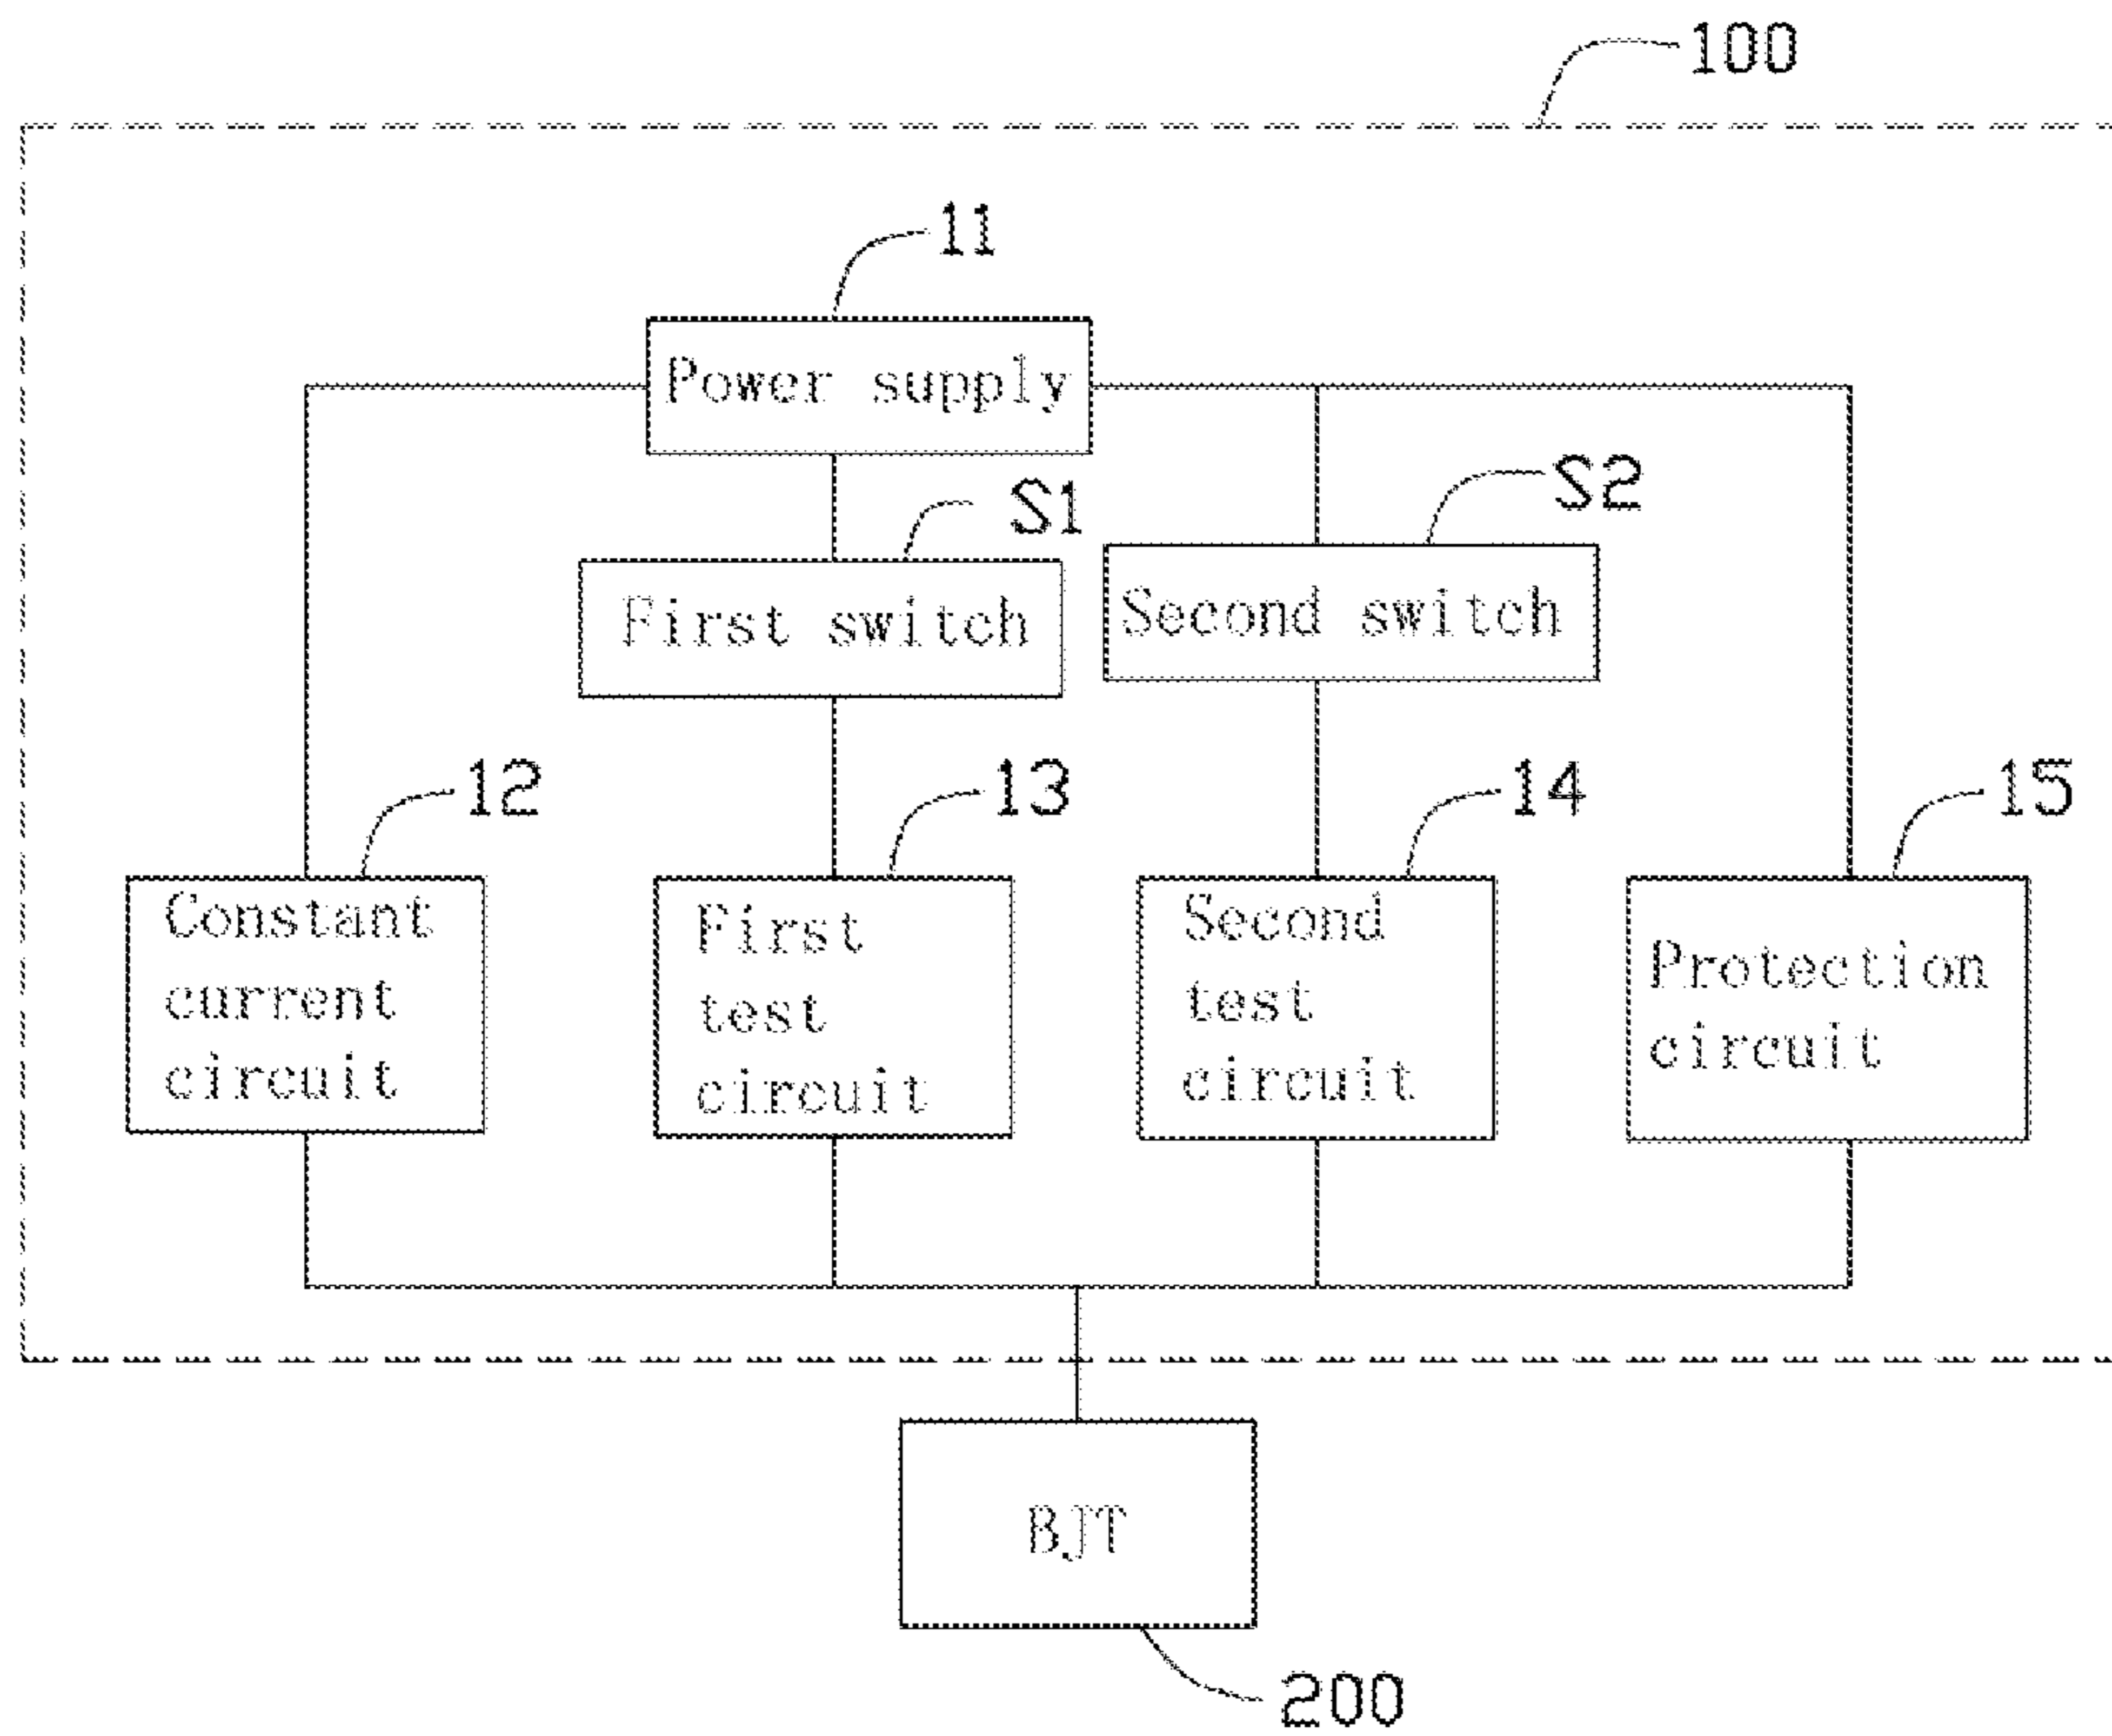 100
11
Power supply
S1
S2
First switch
Second switch
12
13
14
15
Constant
current
circuit
First
test
circuit
Second
test
circuit
Protection
circuit
BJT
200